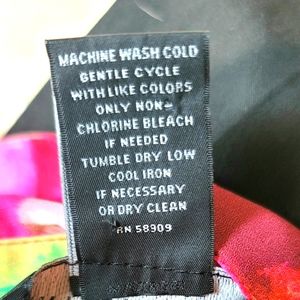 MACHINE WASH COLD
GENTLE CYCLE
WITH LIKE COLORS
ONLY NON-
CHLORINE BLEACH
IF NEEDED
TUMBLE DRY LOW
COOL IRON
IF NECESSARY
OR DRY CLEAN
RN 58909